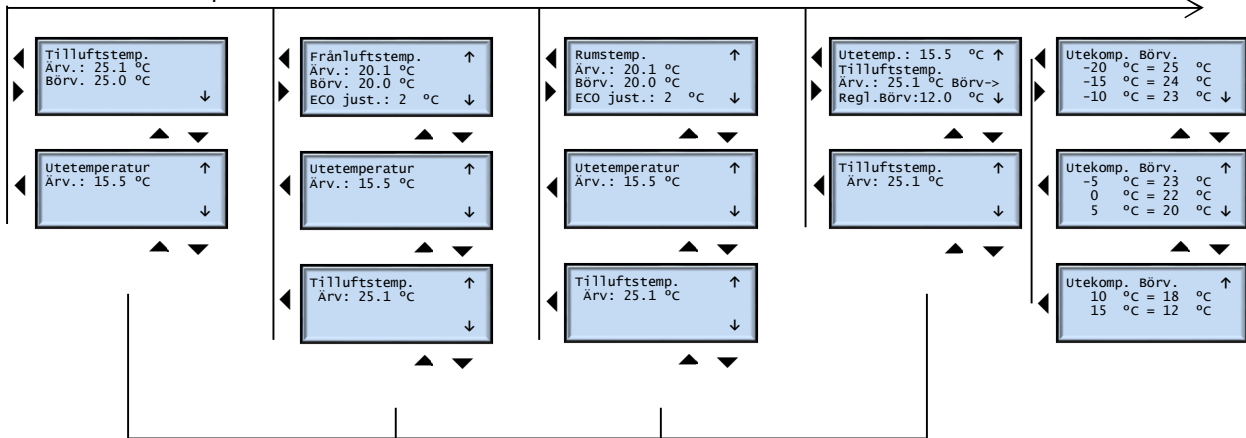 Tilluftstemp.
Ärv.: 25.1 °C
Börv. 25.0 °C
↓
Utetemperatur ↑
Ärv.: 15.5 °C
↓
Frånluftstemp. ↑
Ärv.: 20.1 °C
Börv. 20.0 °C
ECO just.: 2 °C ↓
Utetemperatur ↑
Ärv.: 15.5 °C
↓
Tilluftstemp. ↑
Ärv: 25.1 °C
↓
Rumstemp. ↑
Ärv.: 20.1 °C
Börv. 20.0 °C
ECO just.: 2 °C ↓
Utetemperatur ↑
Ärv.: 15.5 °C
↓
Tilluftstemp. ↑
Ärv: 25.1 °C
↓
Utetemp.: 15.5 °C ↑
Tilluftstemp.
Ärv.: 25.1 °C Börv->
Regl.Börv:12.0 °C ↓
Tilluftstemp. ↑
Ärv: 25.1 °C
↓
Utekomp. Börv.
-20 °C = 25 °C
-15 °C = 24 °C
-10 °C = 23 °C ↓
Utekomp. Börv. ↑
-5 °C = 23 °C
0 °C = 22 °C
5 °C = 20 °C ↓
Utekomp. Börv. ↑
10 °C = 18 °C
15 °C = 12 °C